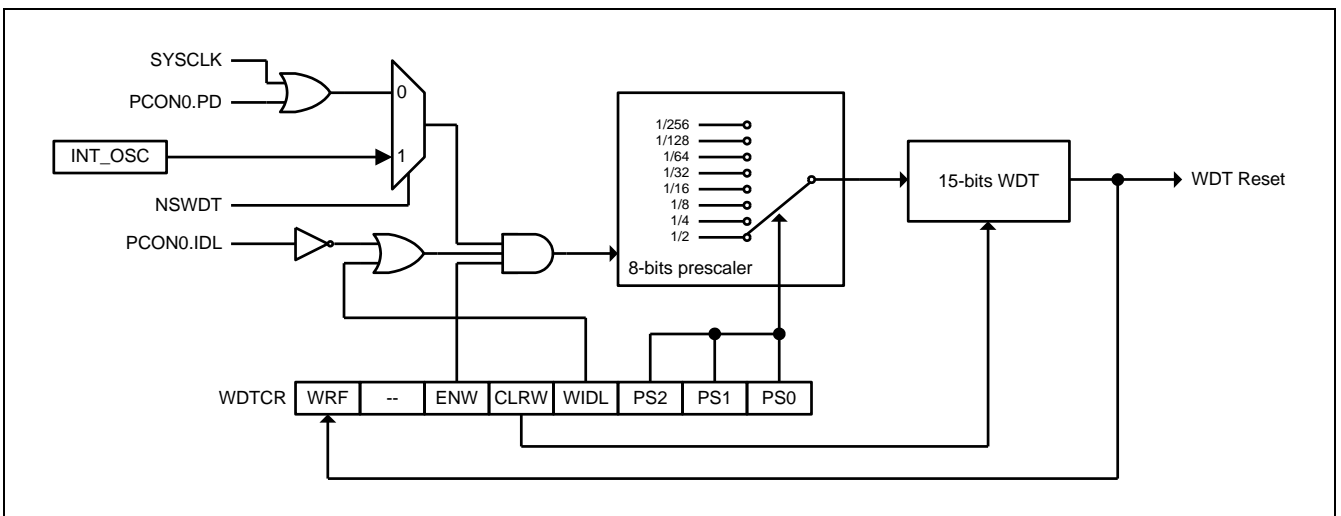 SYSCLK
PCON0.PD
0
INT_OSC
1
NSWDT
PCON0.IDL
1/256
1/128
1/64
1/32
1/16
1/8
1/4
1/2
8-bits prescaler
15-bits WDT
WDT Reset
WDTCR WRF -- ENW CLRW WIDL PS2 PS1 PS0